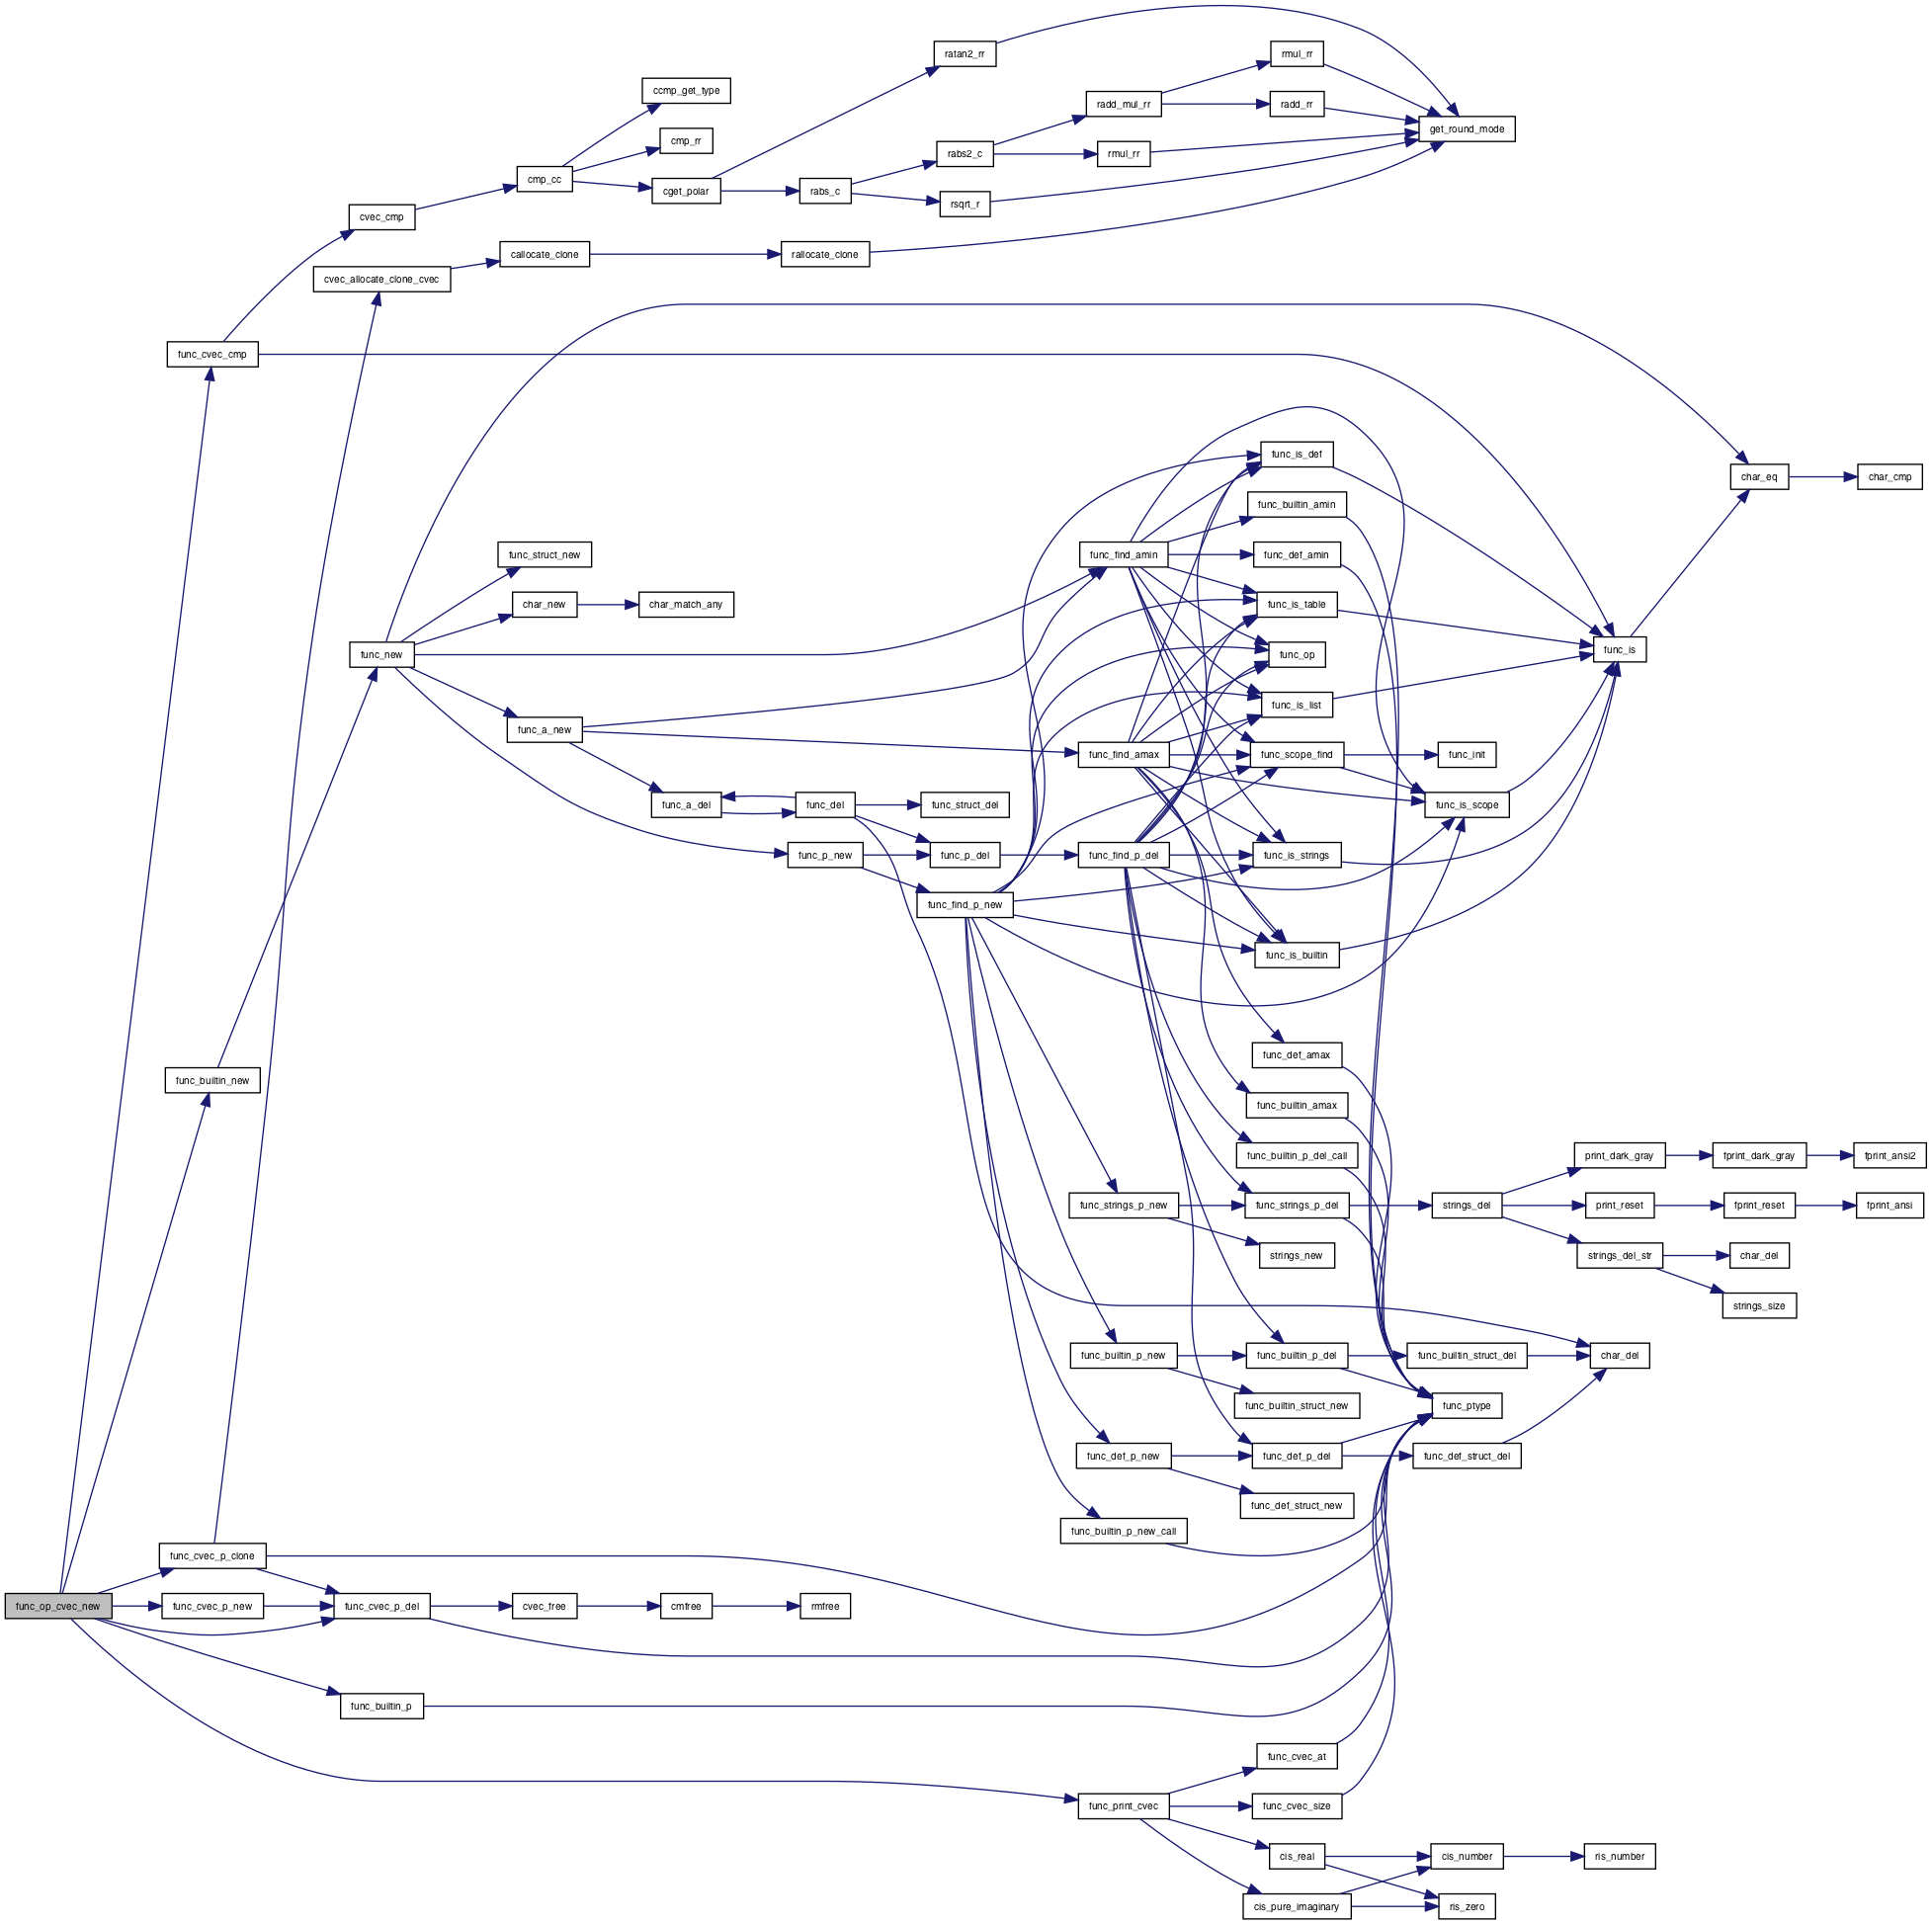 ratan2_rr
rmul_rr
ccmp_get_type
radd_mul_rr
radd_rr
get_round_mode
cmp_rr
rabs2_c
rmul_rr
cmp_cc
cget_polar
rabs_c
rsqrt_r
cvec_cmp
callocate_clone
rallocate_clone
cvec_allocate_clone_cvec
func_cvec_cmp
func_is_def
char_eq
char_cmp
func_builtin_amin
func_struct_new
func_find_amin
func_def_amin
char_new
char_match_any
func_is_table
func_new
func_op
func_is
func_is_list
func_a_new
func_find_amax
func_scope_find
func_init
func_a_del
func_del
func_struct_del
func_is_scope
func_p_new
func_p_del
func_find_p_del
func_is_strings
func_find_p_new
func_is_builtin
func_def_amax
func_builtin_new
func_builtin_amax
func_builtin_p_del_call
print_dark_gray
fprint_dark_gray
fprint_ansi2
func_strings_p_new
func_strings_p_del
strings_del
print_reset
fprint_reset
fprint_ansi
strings_new
strings_del_str
char_del
strings_size
func_builtin_p_new
func_builtin_p_del
func_builtin_struct_del
char_del
func_builtin_struct_new
func_ptype
func_def_p_new
func_def_p_del
func_def_struct_del
func_def_struct_new
func_builtin_p_new_call
func_cvec_p_clone
func_op_cvec_new
func_cvec_p_new
func_cvec_p_del
cvec_free
cmfree
rmfree
func_builtin_p
func_cvec_at
func_print_cvec
func_cvec_size
cis_real
cis_number
ris_number
cis_pure_imaginary
ris_zero